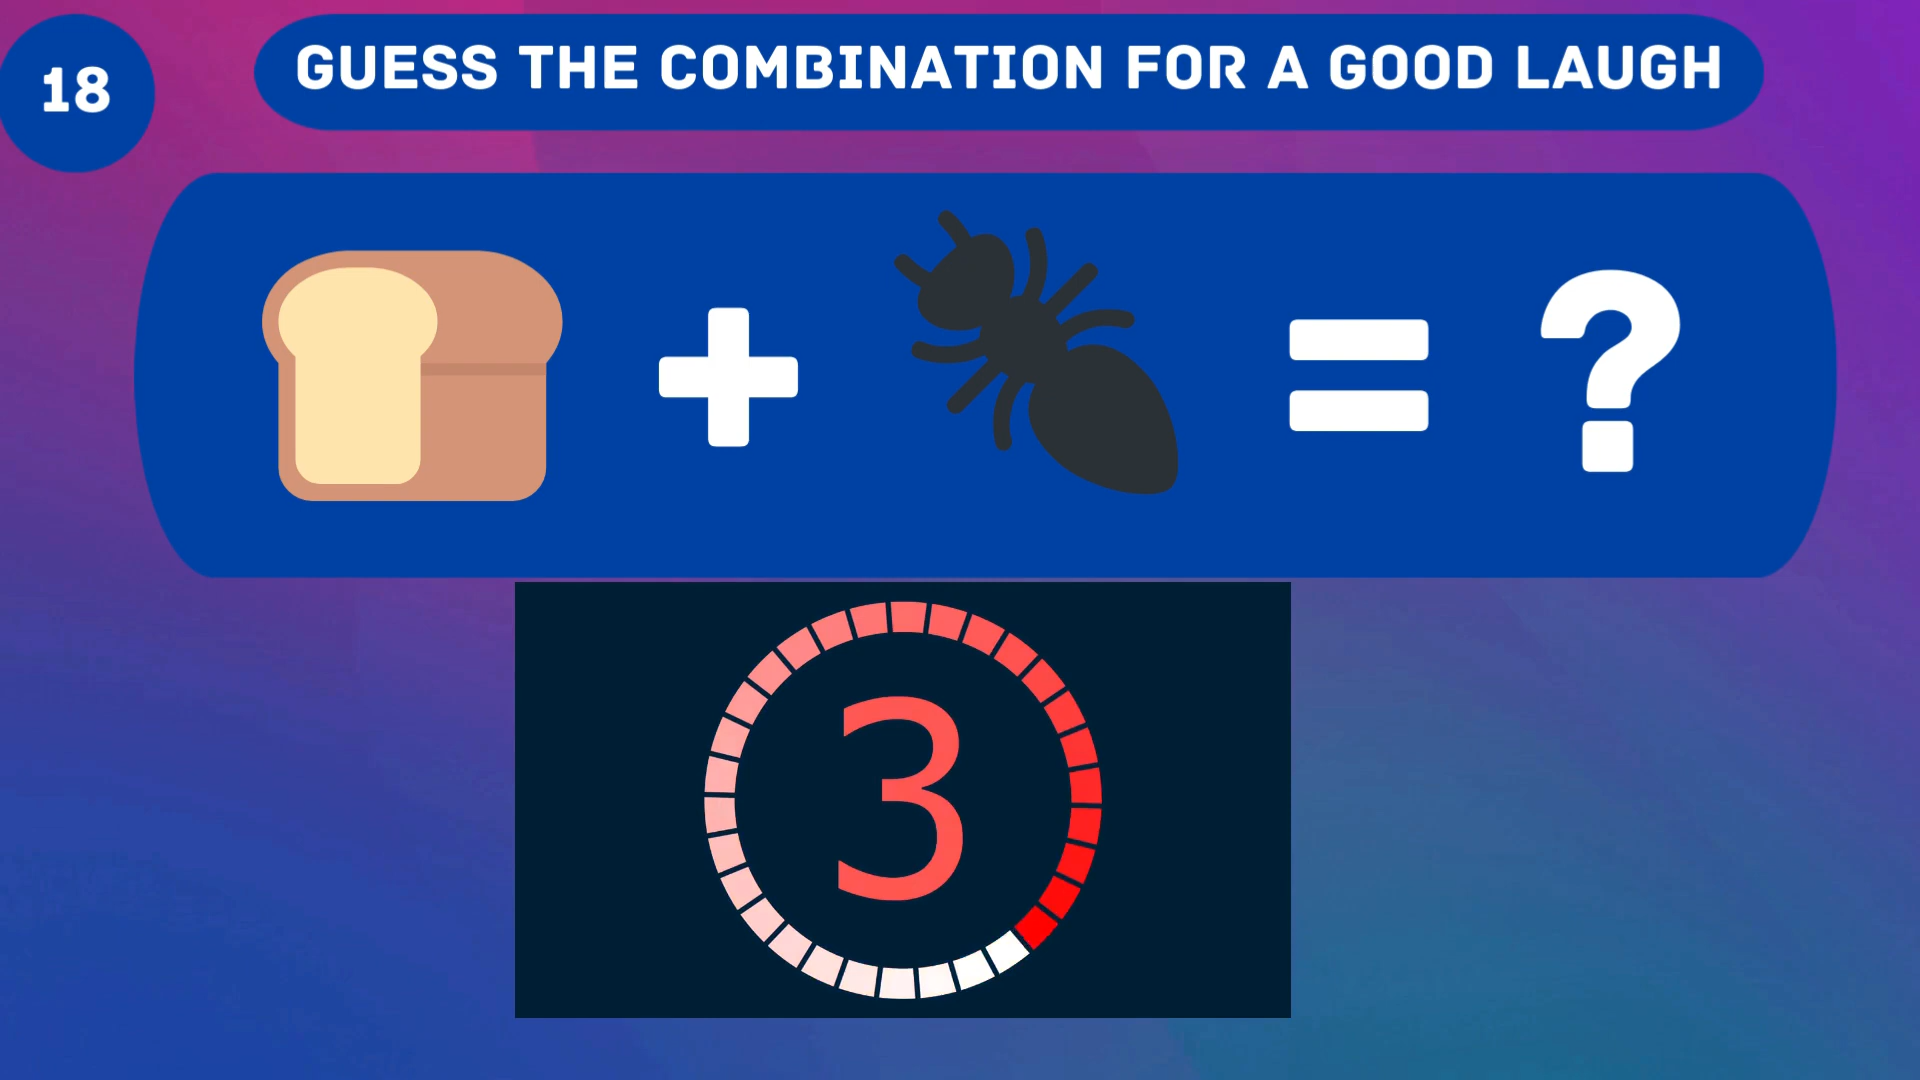 18
GUESS THE COMBINATION FOR A GOOD LAUGH
+ = ?
3